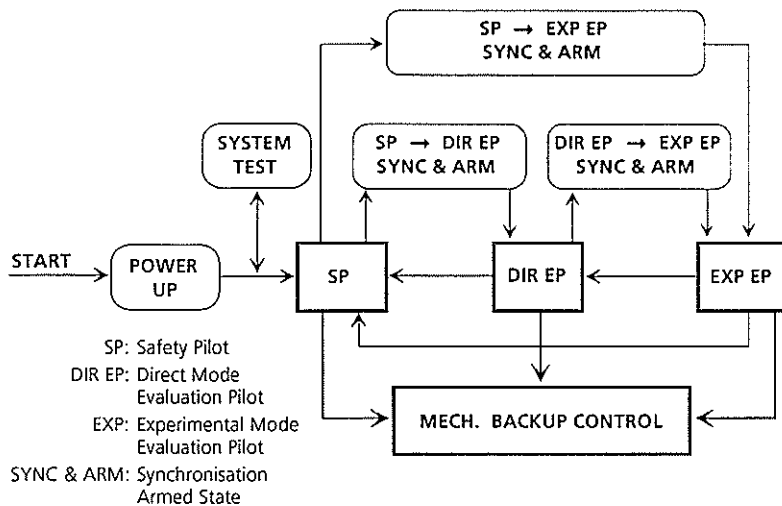 SP → EXP EP
SYNC & ARM
SYSTEM
TEST
SP → DIR EP
SYNC & ARM
DIR EP → EXP EP
SYNC & ARM
START
POWER
UP
SP
DIR EP
EXP EP
MECH. BACKUP CONTROL
SP: Safety Pilot
DIR EP: Direct Mode
Evaluation Pilot
EXP: Experimental Mode
Evaluation Pilot
SYNC & ARM: Synchronisation
Armed State